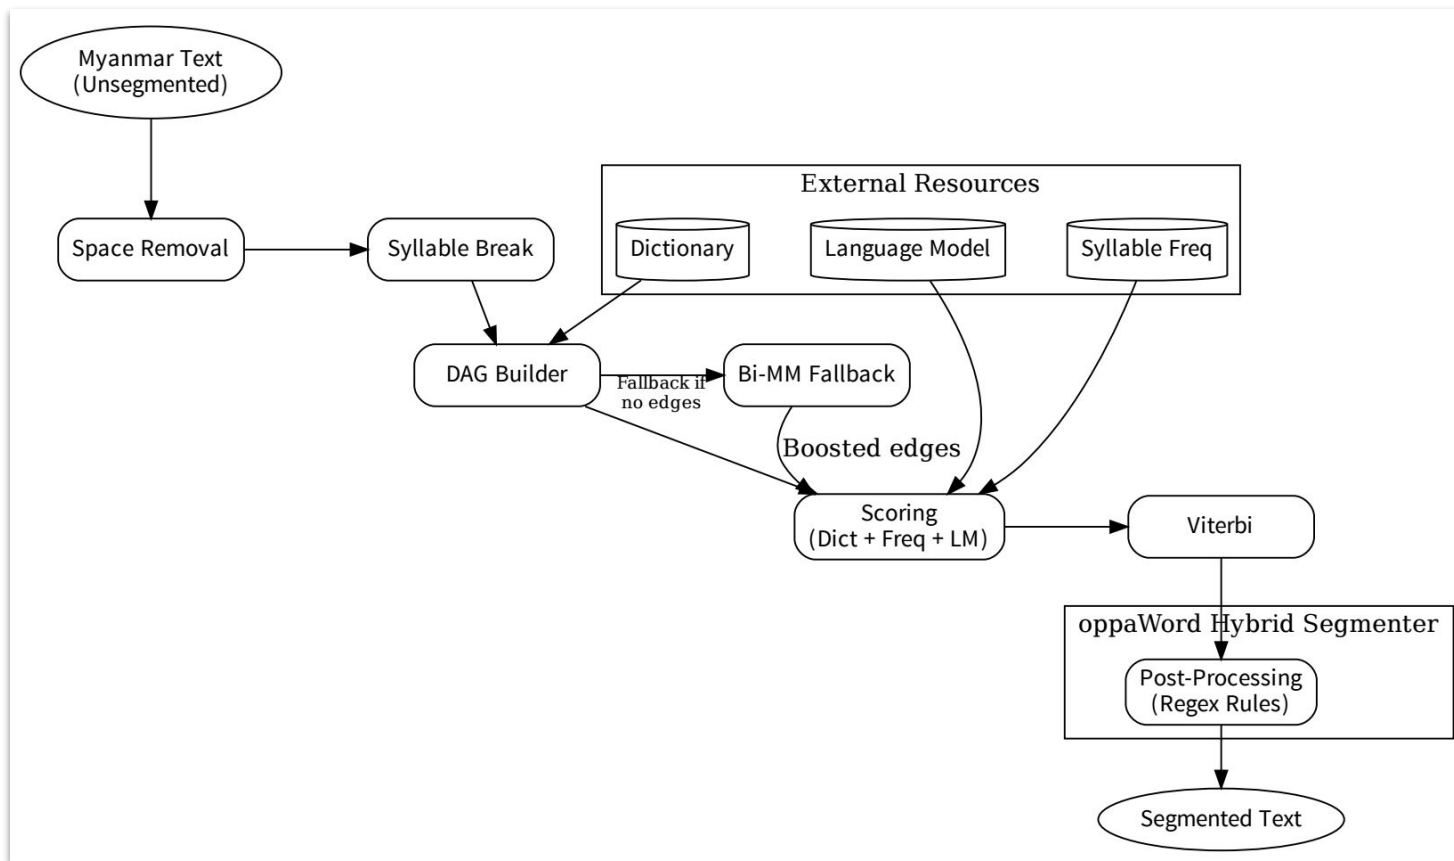 Myanmar Text
(Unsegmented)
External Resources
Space Removal
Syllable Break
Dictionary
Language Model
Syllable Freq
DAG Builder
Fallback if
no edges
Bi-MM Fallback
Boosted edges
Scoring
(Dict + Freq + LM)
Viterbi
oppaWord Hybrid Segmenter
Post-Processing
(Regex Rules)
Segmented Text